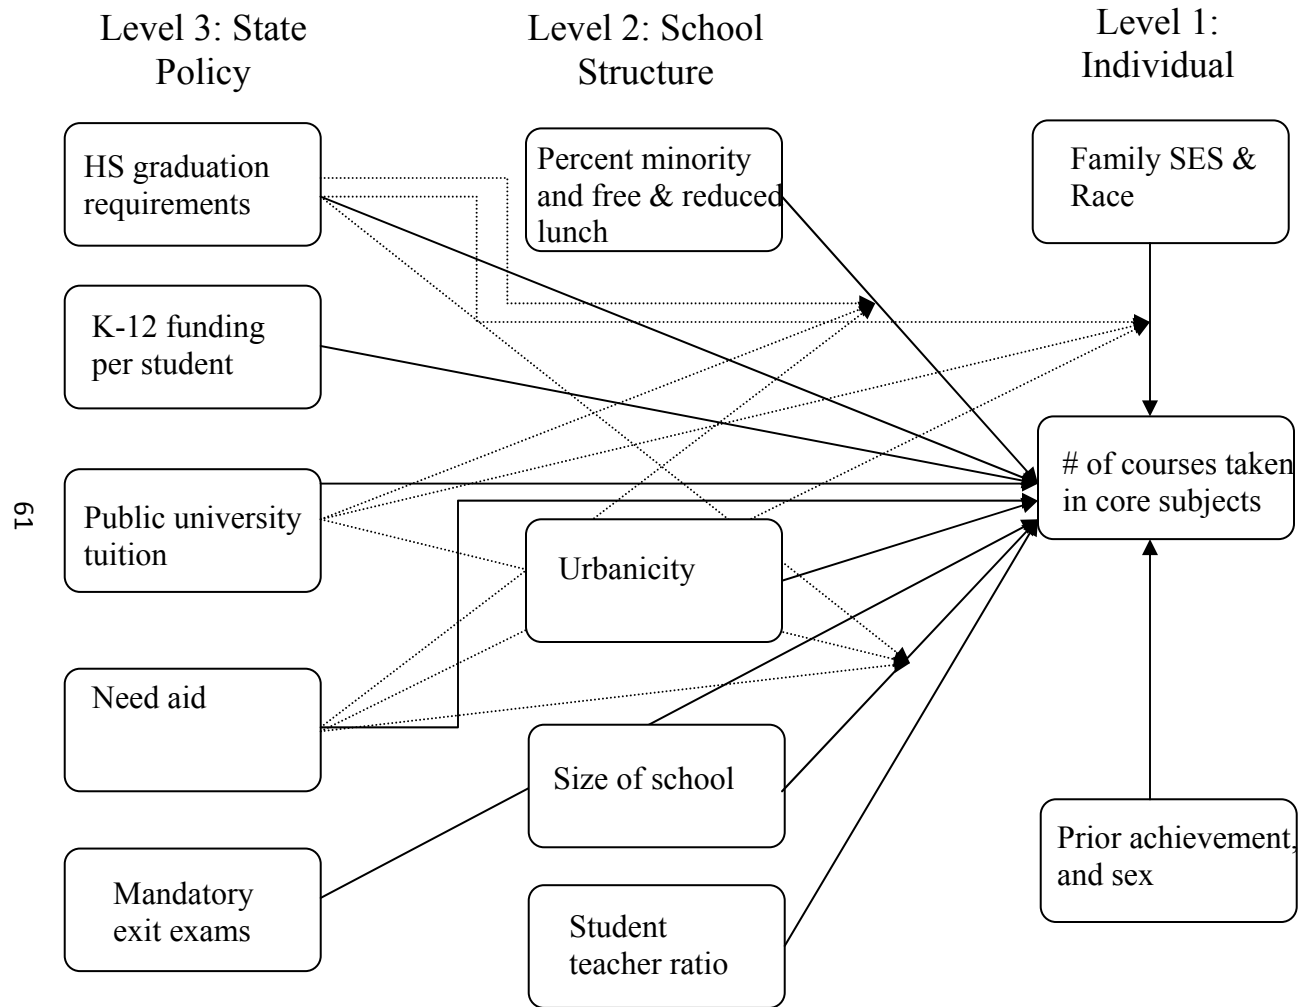 Level 3: State
Policy
Level 2: School
Structure
Level 1:
Individual
HS graduation
requirements
Percent minority
and free & reduced
lunch
Family SES &
Race
K-12 funding
per student
# of courses taken
in core subjects
Public university
tuition
Urbanicity
61
Need aid
Size of school
Prior achievement,
and sex
Mandatory
exit exams
Student
teacher ratio